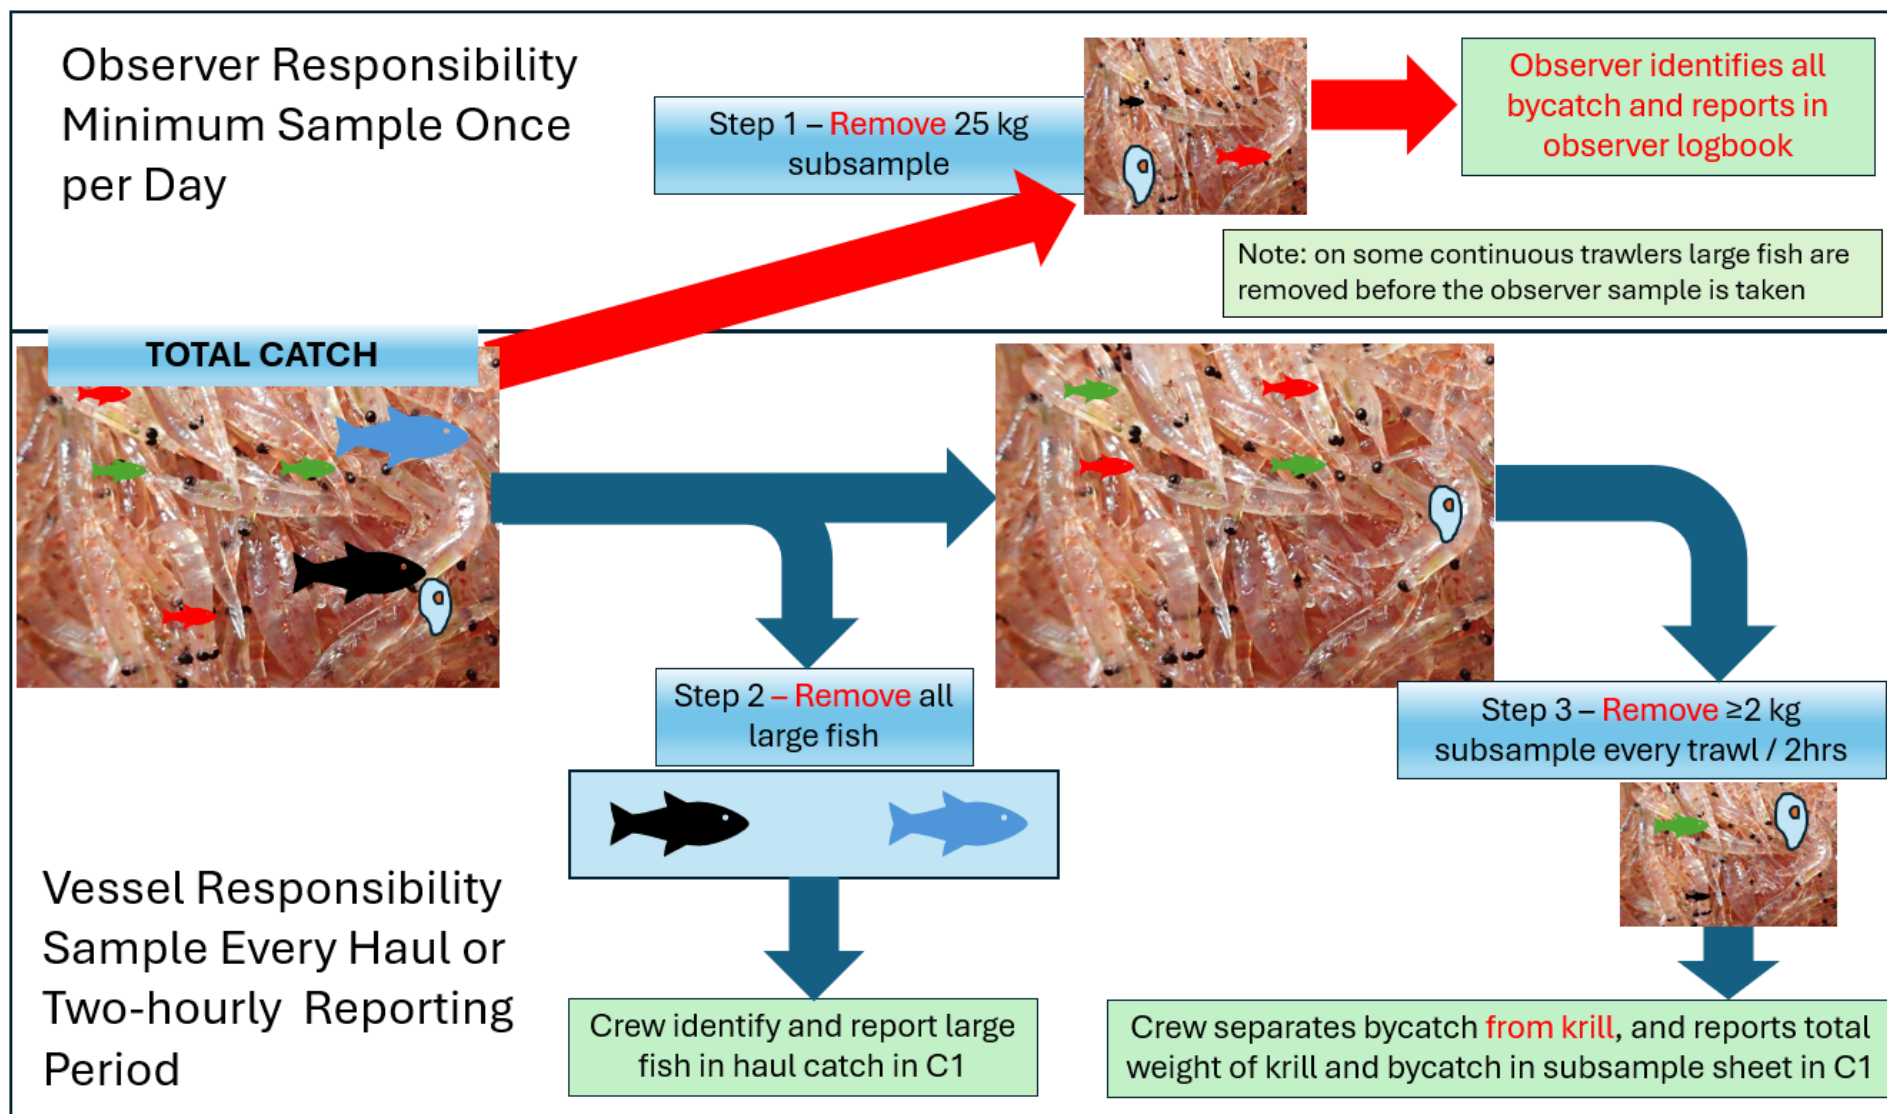 Observer Responsibility
Minimum Sample Once
per Day
Step 1 – Remove 25 kg
subsample
Observer identifies all
bycatch and reports in
observer logbook
Note: on some continuous trawlers large fish are
removed before the observer sample is taken
TOTAL CATCH
Step 2 – Remove all
large fish
Step 3 – Remove ≥2 kg
subsample every trawl / 2hrs
Vessel Responsibility
Sample Every Haul or
Two-hourly Reporting
Period
Crew identify and report large
fish in haul catch in C1
Crew separates bycatch from krill, and reports total
weight of krill and bycatch in subsample sheet in C1